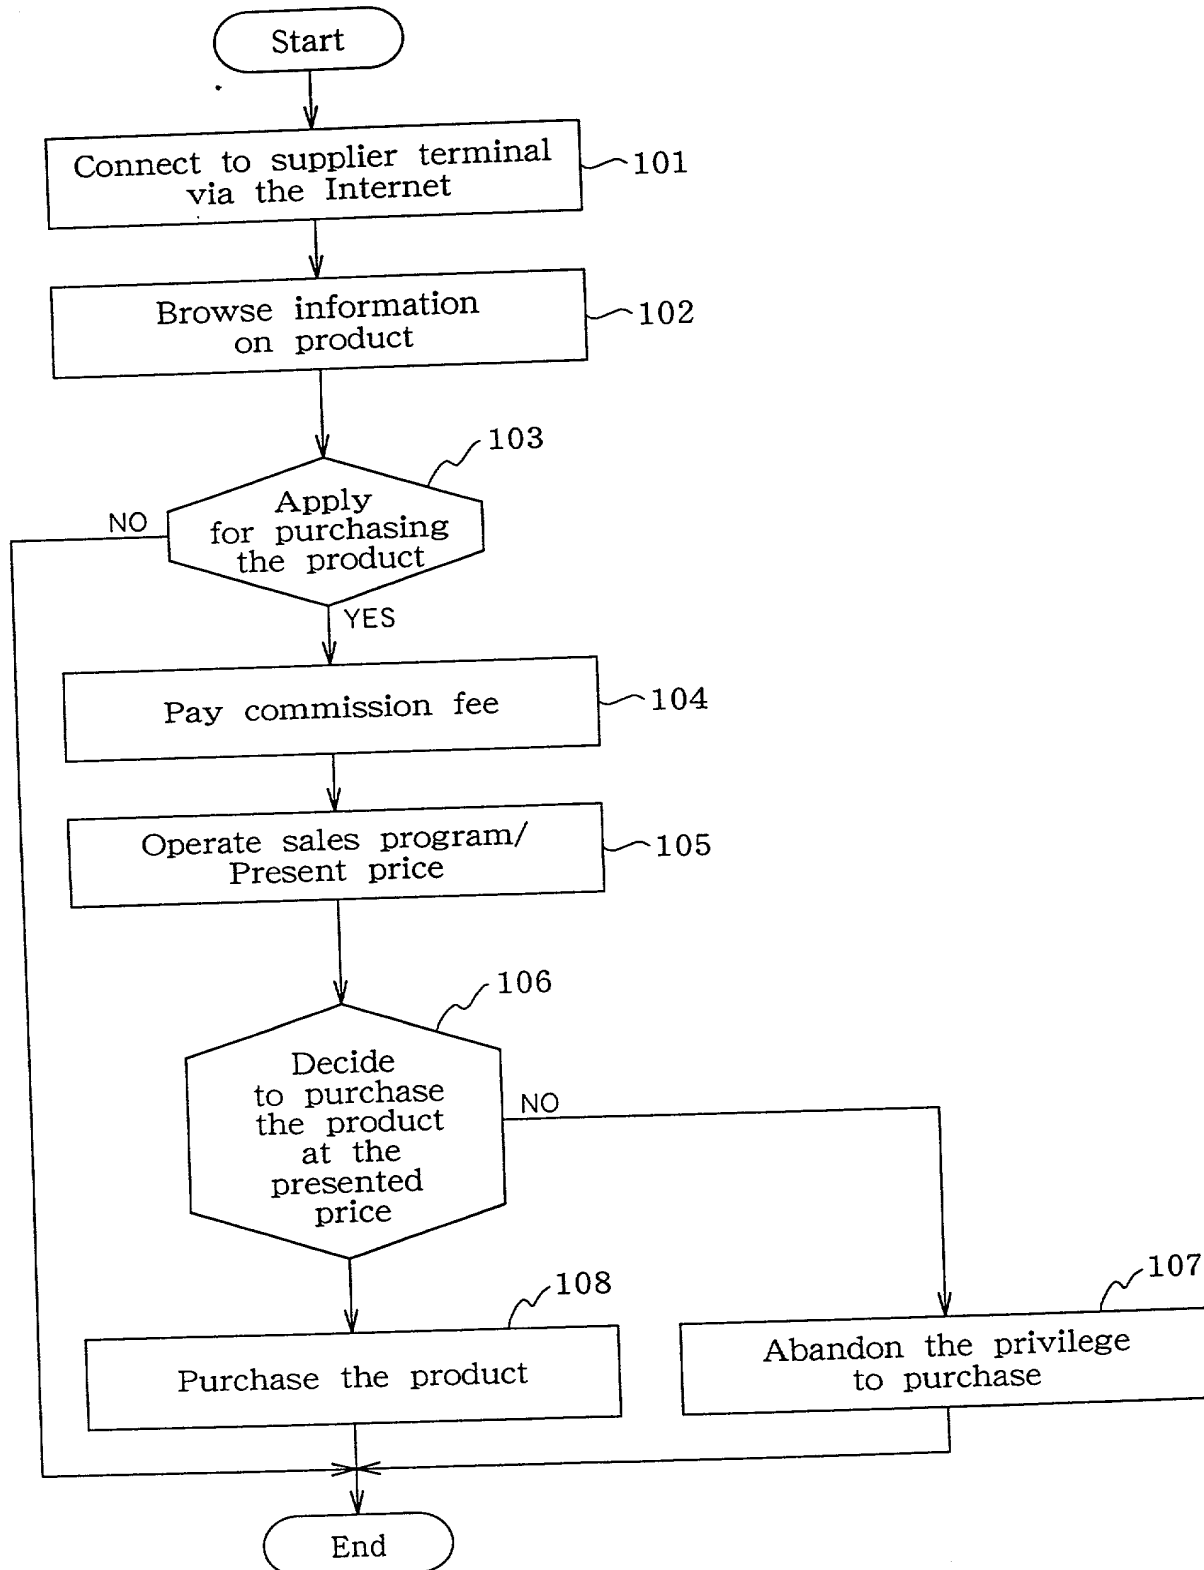 Start
Connect to supplier terminal
via the Internet
101
Browse information
on product
102
103
Apply
for purchasing
the product
NO
YES
Pay commission fee
104
Operate sales program/
Present price
105
106
Decide
to purchase
the product
at the
presented
price
NO
108
Purchase the product
107
Abandon the privilege
to purchase
End